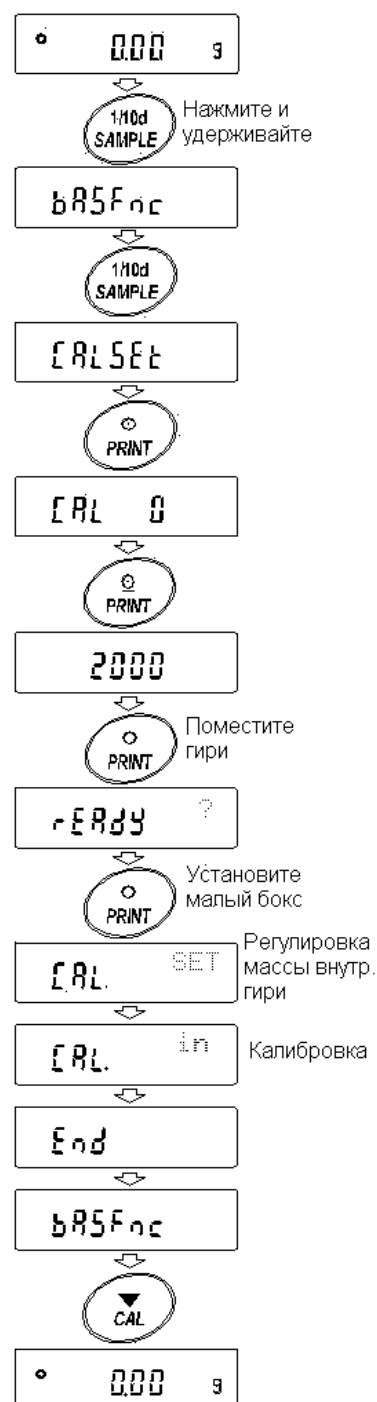 0.00 g
1/10d
SAMPLE
Нажмите и
удерживайте
bASFnc
1/10d
SAMPLE
CALSEt
PRINT
CAL 0
PRINT
2000
PRINT
Поместите
гири
rEAdy ?
PRINT
Установите
малый бокс
CAL. SET
Регулировка
массы внутр.
гири
CAL. in
Калибровка
End
bASFnc
CAL
0.00 g